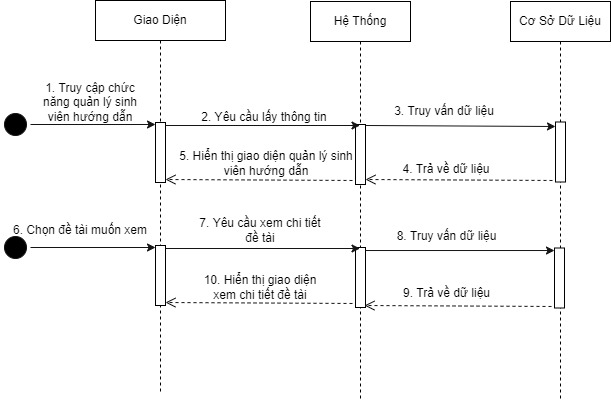 Giao Diện
Hệ Thống
Cơ Sở Dữ Liệu
1. Truy cập chức
năng quản lý sinh
viên hướng dẫn
2. Yêu cầu lấy thông tin
3. Truy vấn dữ liệu
5. Hiển thị giao diện quản lý sinh
viên hướng dẫn
4. Trả về dữ liệu
6. Chọn đề tài muốn xem
7. Yêu cầu xem chi tiết
đề tài
8. Truy vấn dữ liệu
10. Hiển thị giao diện
xem chi tiết đề tài
9. Trả về dữ liệu